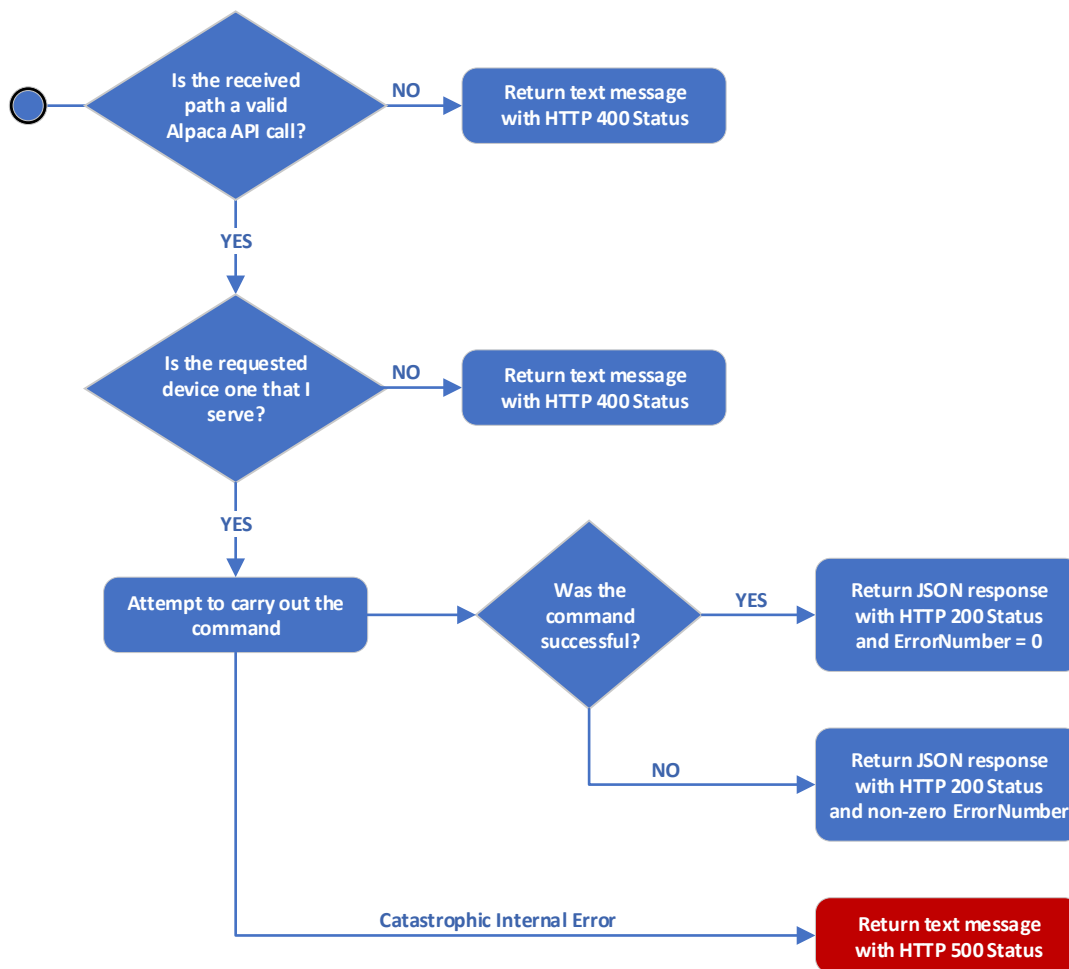 Is the received
path a valid
Alpaca API call?
NO
Return text message
with HTTP 400 Status
YES
Is the requested
device one that I
serve?
NO
Return text message
with HTTP 400 Status
YES
Attempt to carry out the
command
Was the
command
successful?
YES
Return JSON response
with HTTP 200 Status
and ErrorNumber = 0
NO
Return JSON response
with HTTP 200 Status
and non-zero ErrorNumber
Catastrophic Internal Error
Return text message
with HTTP 500 Status